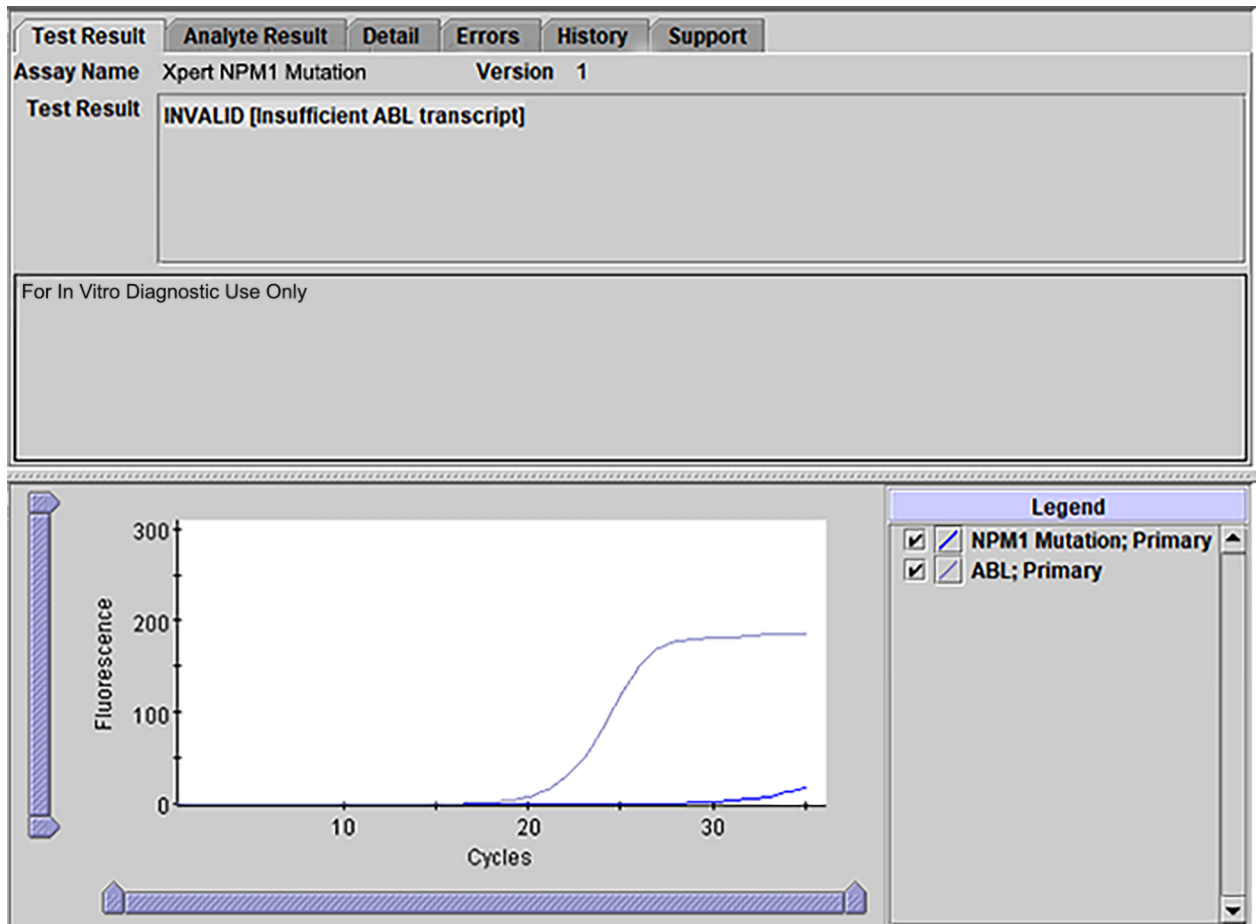 Test Result Analyte Result Detail Errors History Support
Assay Name Xpert NPM1 Mutation Version 1
Test Result INVALID [Insufficient ABL transcript]
For In Vitro Diagnostic Use Only
300
200
100
0
Fluorescence
10 20 30
Cycles
Legend
NPM1 Mutation; Primary
ABL; Primary